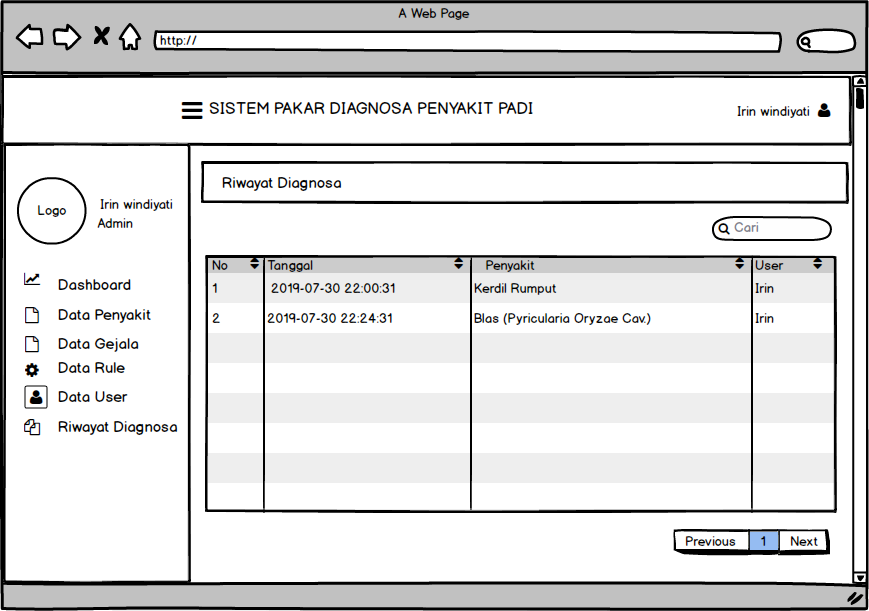 A Web Page
http://
SISTEM PAKAR DIAGNOSA PENYAKIT PADI
Irin windiyati
Logo
Irin windiyati
Admin
Dashboard
Data Penyakit
Data Gejala
Data Rule
Data User
Riwayat Diagnosa
Riwayat Diagnosa
Cari
No Tanggal Penyakit User
1 2019-07-30 22:00:31 Kerdil Rumput Irin
2 2019-07-30 22:24:31 Blas (Pyricularia Oryzae Cav.) Irin
Previous 1 Next